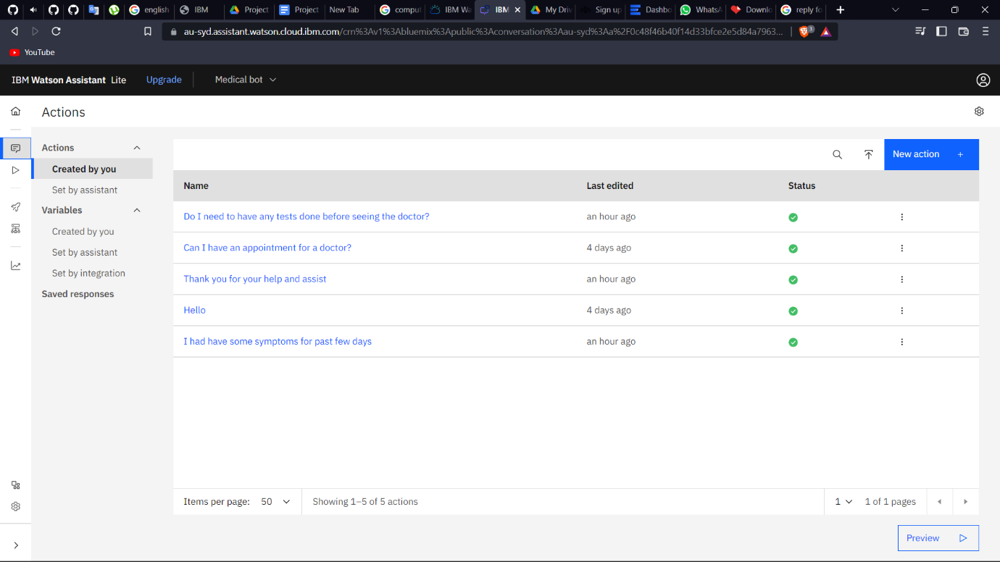 english
IBM
Project
Project
New Tab
comput
IBM Wa
IBM
My Driv
Sign up
Dashbo
WhatsA
Downlo
reply fo
au-syd.assistant.watson.cloud.ibm.com/crn%3Av1%3Abluemix%3Apublic%3Aconversation%3Aau-syd%3Aa%2F0c48f46b40f14d33bfce2e5d84a7963...
3
YouTube
IBM Watson Assistant Lite
Upgrade
Medical bot
Actions
Actions
Created by you
Set by assistant
Variables
Created by you
Set by assistant
Set by integration
Saved responses
New action +
Name Last edited Status
Do I need to have any tests done before seeing the doctor? an hour ago
Can I have an appointment for a doctor? 4 days ago
Thank you for your help and assist an hour ago
Hello 4 days ago
I had have some symptoms for past few days an hour ago
Items per page: 50 Showing 1–5 of 5 actions 1 1 of 1 pages
Preview